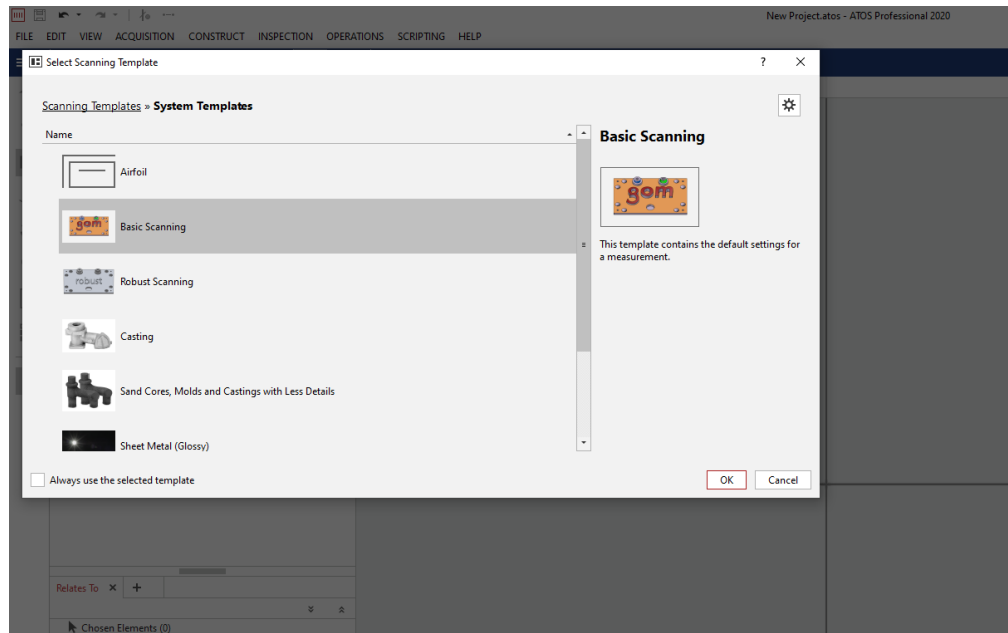 New Project.atos - ATOS Professional 2020
FILE EDIT VIEW ACQUISITION CONSTRUCT INSPECTION OPERATIONS SCRIPTING HELP
Select Scanning Template ?
Scanning Templates » System Templates
Name
Airfoil
gom
Basic Scanning
robust
Robust Scanning
Casting
Sand Cores, Molds and Castings with Less Details
Sheet Metal (Glossy)
Basic Scanning
gom
This template contains the default settings for
a measurement.
Always use the selected template
OK Cancel
Relates To
Chosen Elements (0)